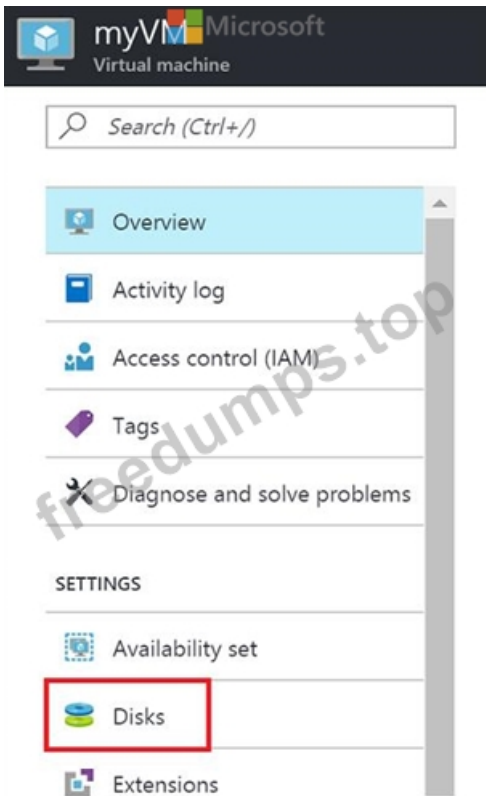 myVM Microsoft
Virtual machine
Search (Ctrl+/)
Overview
Activity log
Access control (IAM)
Tags
Diagnose and solve problems
freedumps.top
SETTINGS
Availability set
Disks
Extensions